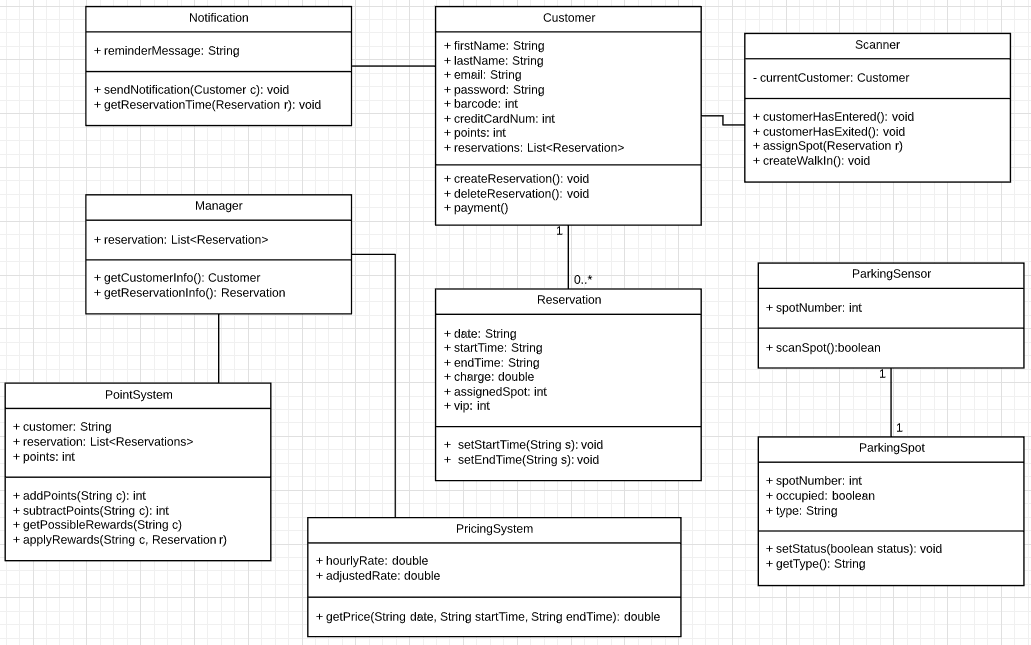 Notification
+ reminderMessage: String
+ sendNotification(Customer c): void
+ getReservationTime(Reservation r): void
Customer
+ firstName: String
+ lastName: String
+ email: String
+ password: String
+ barcode: int
+ creditCardNum: int
+ points: int
+ reservations: List<Reservation>
+ createReservation(): void
+ deleteReservation(): void
+ payment()
Scanner
- currentCustomer: Customer
+ customerHasEntered(): void
+ customerHasExited(): void
+ assignSpot(Reservation r)
+ createWalkIn(): void
Manager
+ reservation: List<Reservation>
+ getCustomerInfo(): Customer
+ getReservationInfo(): Reservation
1
0..*
Reservation
+ date: String
+ startTime: String
+ endTime: String
+ charge: double
+ assignedSpot: int
+ vip: int
+ setStartTime(String s): void
+ setEndTime(String s): void
ParkingSensor
+ spotNumber: int
+ scanSpot():boolean
1
1
ParkingSpot
+ spotNumber: int
+ occupied: boolean
+ type: String
+ setStatus(boolean status): void
+ getType(): String
PointSystem
+ customer: String
+ reservation: List<Reservations>
+ points: int
+ addPoints(String c): int
+ subtractPoints(String c): int
+ getPossibleRewards(String c)
+ applyRewards(String c, Reservation r)
PricingSystem
+ hourlyRate: double
+ adjustedRate: double
+ getPrice(String date, String startTime, String endTime): double